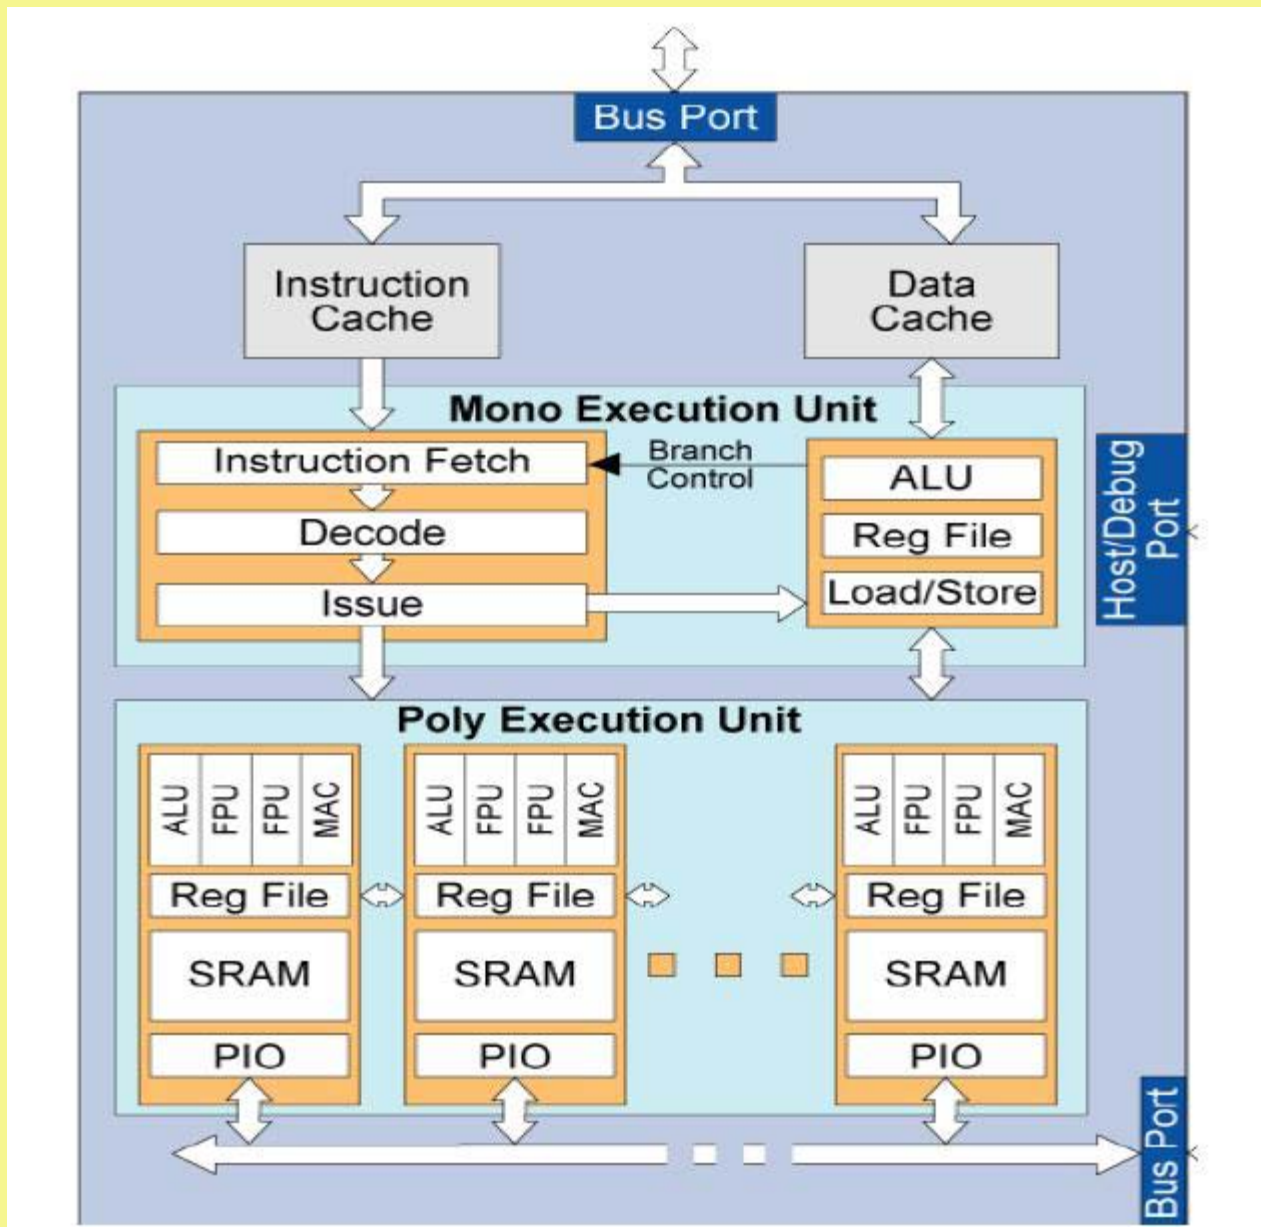 Bus Port
Instruction
Cache
Data
Cache
Mono Execution Unit
Instruction Fetch
Decode
Issue
Branch
Control
ALU
Reg File
Load/Store
Host/Debug
Port
Poly Execution Unit
ALU FPU FPU MAC
Reg File
SRAM
PIO
ALU FPU FPU MAC
Reg File
SRAM
PIO
ALU FPU FPU MAC
Reg File
SRAM
PIO
Bus Port